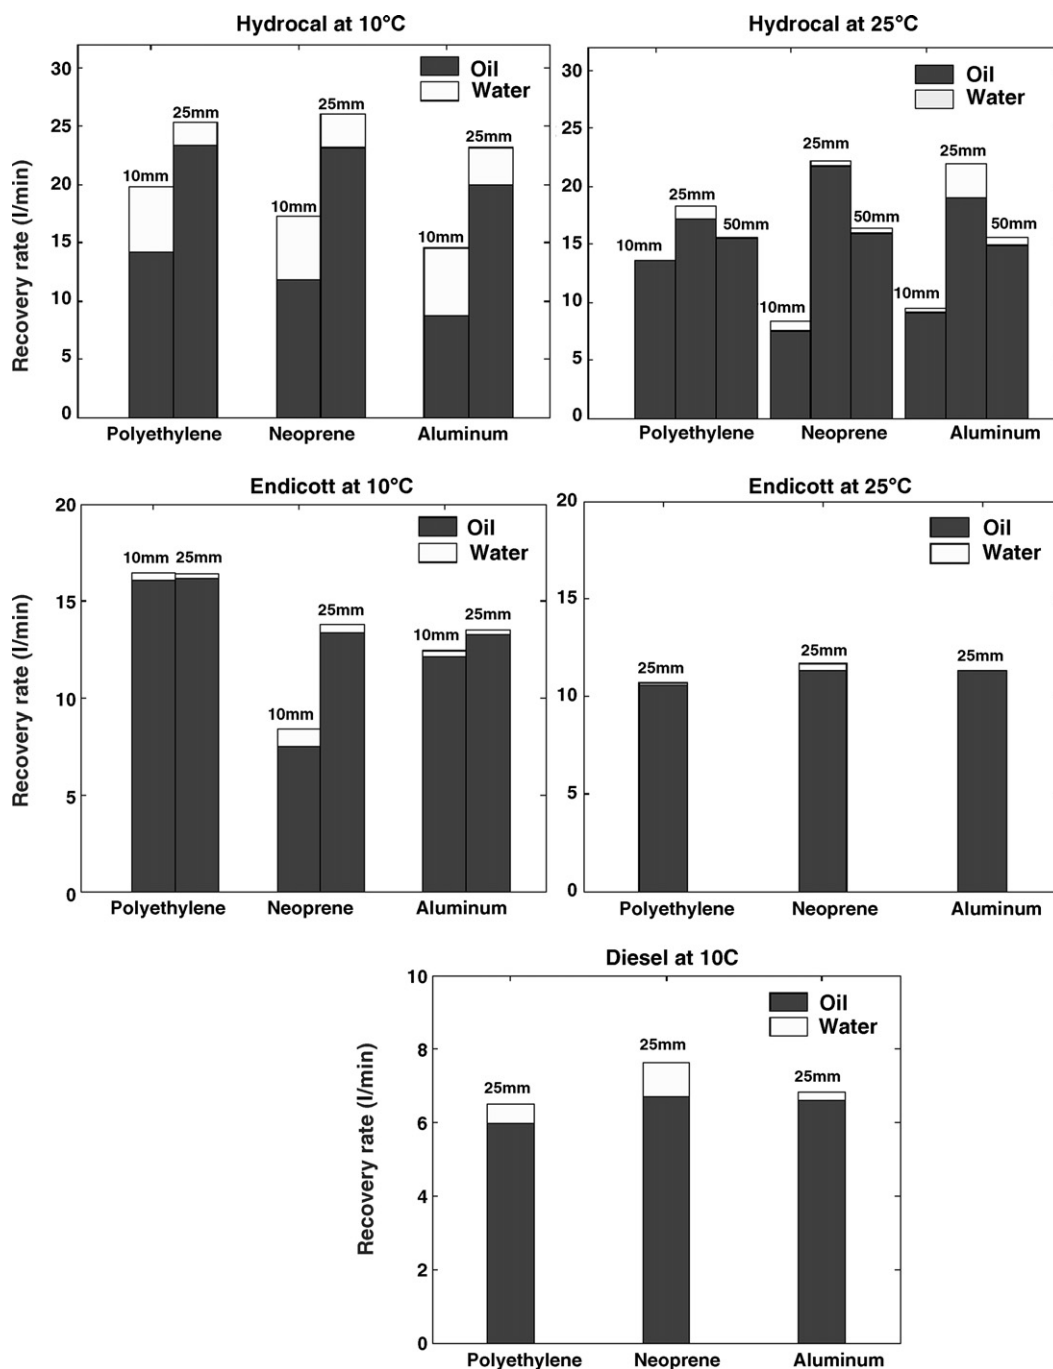 Hydrocal at 10°C
Recovery rate (l/min)
30
25
20
15
10
5
0
Oil
Water
10mm
25mm
10mm
25mm
10mm
25mm
Polyethylene
Neoprene
Aluminum
Hydrocal at 25°C
30
25
20
15
10
5
0
Oil
Water
10mm
25mm
50mm
10mm
25mm
50mm
10mm
25mm
50mm
Polyethylene
Neoprene
Aluminum
Endicott at 10°C
Recovery rate (l/min)
20
15
10
5
0
Oil
Water
10mm
25mm
10mm
25mm
10mm
25mm
Polyethylene
Neoprene
Aluminum
Endicott at 25°C
20
15
10
5
0
Oil
Water
25mm
25mm
25mm
Polyethylene
Neoprene
Aluminum
Diesel at 10C
Recovery rate (l/min)
10
8
6
4
2
0
Oil
Water
25mm
25mm
25mm
Polyethylene
Neoprene
Aluminum